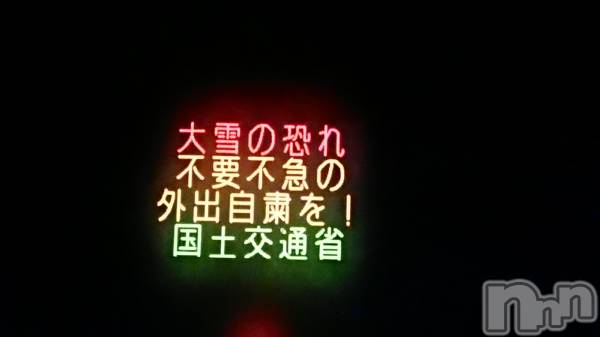 大雪の恐れ
不要不急の
外出自粛を！
国土交通省
nnn